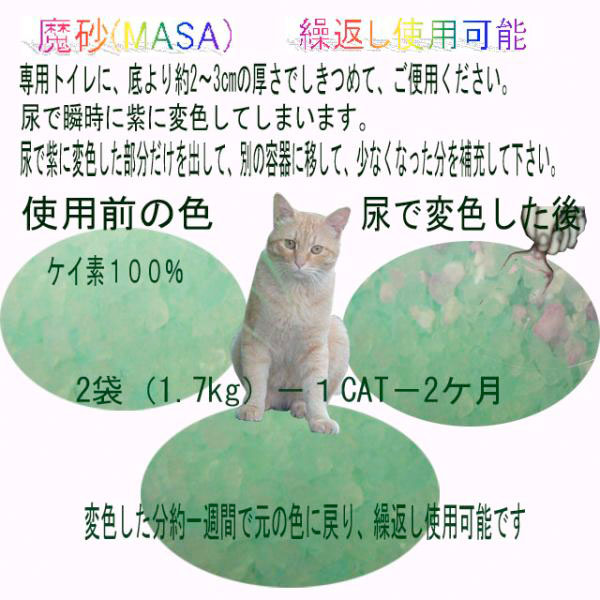 魔砂(MASA) 繰返し使用可能
専用トイレに、底より約2～3cmの厚さでしきつめて、ご便用ください。
尿で瞬時に紫に変色してしまいます。
尿で紫に変色した部分だけを出して、別の容器に移して、少なくなった分を補充して下さい。
使用前の色 尿で変色した後
ケイ素100%
2袋(1.7kg)－1CAT－2ケ月
変色した分約一週間で元の色に戻り、繰返し使用可能です